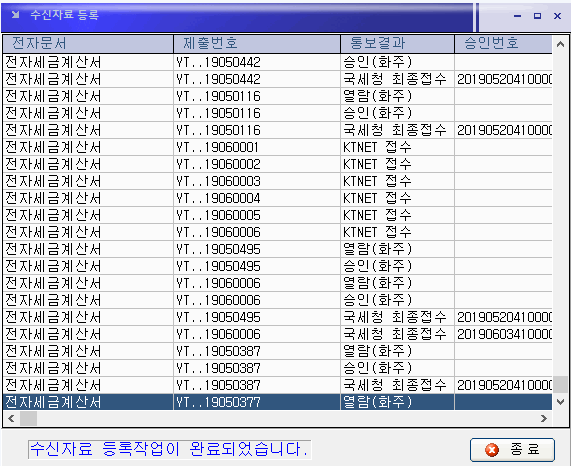 수신자료 등록
전자문서 제출번호 통보결과 승인번호
전자세금계산서 YT..19050442 승인(화주)
전자세금계산서 YT..19050442 국세청 최종접수 20190520410000
전자세금계산서 YT..19050116 열람(화주)
전자세금계산서 YT..19050116 승인(화주)
전자세금계산서 YT..19050116 국세청 최종접수 20190520410000
전자세금계산서 YT..19060001 KTNET 접수
전자세금계산서 YT..19060002 KTNET 접수
전자세금계산서 YT..19060003 KTNET 접수
전자세금계산서 YT..19060004 KTNET 접수
전자세금계산서 YT..19060005 KTNET 접수
전자세금계산서 YT..19060006 KTNET 접수
전자세금계산서 YT..19050495 열람(화주)
전자세금계산서 YT..19050495 승인(화주)
전자세금계산서 YT..19060006 열람(화주)
전자세금계산서 YT..19060006 승인(화주)
전자세금계산서 YT..19050495 국세청 최종접수 20190520410000
전자세금계산서 YT..19060006 국세청 최종접수 20190603410000
전자세금계산서 YT..19050387 열람(화주)
전자세금계산서 YT..19050387 승인(화주)
전자세금계산서 YT..19050387 국세청 최종접수 20190520410000
전자세금계산서 YT..19050377 열람(화주)
수신자료 등록작업이 완료되었습니다.
종료